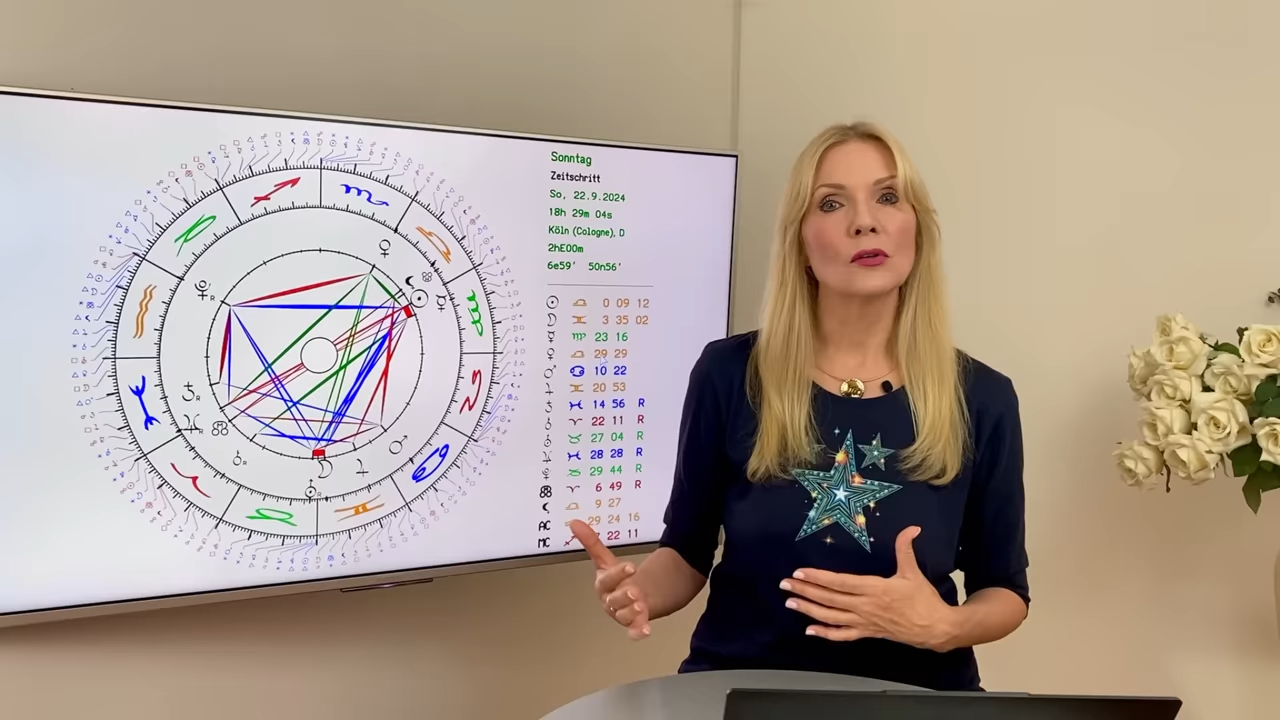 Sonntag
Zeitschritt
So, 22.9.2024
18h 29m 04s
Köln (Cologne), D
2hE00m
6e59' 50n56'
☉ ♎ 0 09 12
☽ ♊ 3 35 02
☿ ♍ 23 16
♀ ♎ 29 29
♂ ♋ 10 22
♃ ♊ 20 53
♄ ♓ 14 56 R
♈ 22 11 R
♉ 27 04 R
♓ 28 28 R
♑ 29 44 R
☊ ♈ 6 49 R
⚸ ♎ 9 27
AC 29 24 16
MC ♐ 22 11